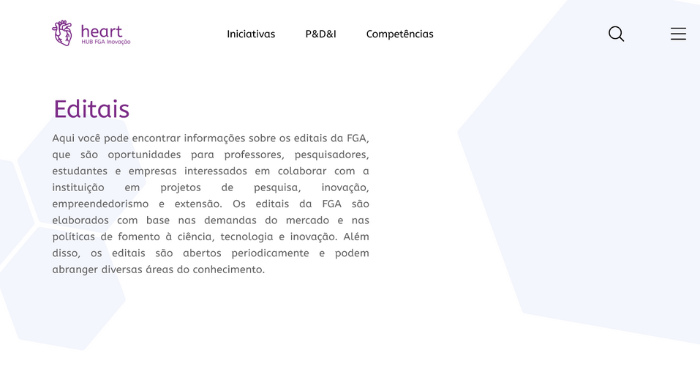 heart
HUB FGA Inovação
Iniciativas
P&D&I
Competências
Editais
Aqui você pode encontrar informações sobre os editais da FGA,
que são oportunidades para professores, pesquisadores,
estudantes e empresas interessados em colaborar com a
instituição em projetos de pesquisa, inovação,
empreendedorismo e extensão. Os editais da FGA são
elaborados com base nas demandas do mercado e nas
políticas de fomento à ciência, tecnologia e inovação. Além
disso, os editais são abertos periodicamente e podem
abranger diversas áreas do conhecimento.